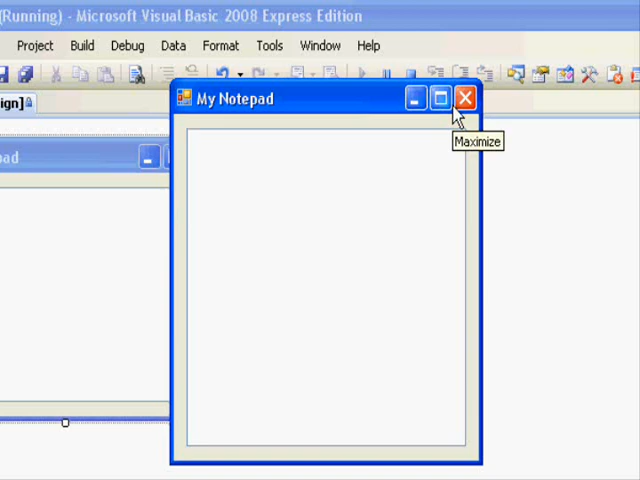 (Running) - Microsoft Visual Basic 2008 Express Edition
Project Build Debug Data Format Tools Window Help
ign]
My Notepad
Maximize
pad